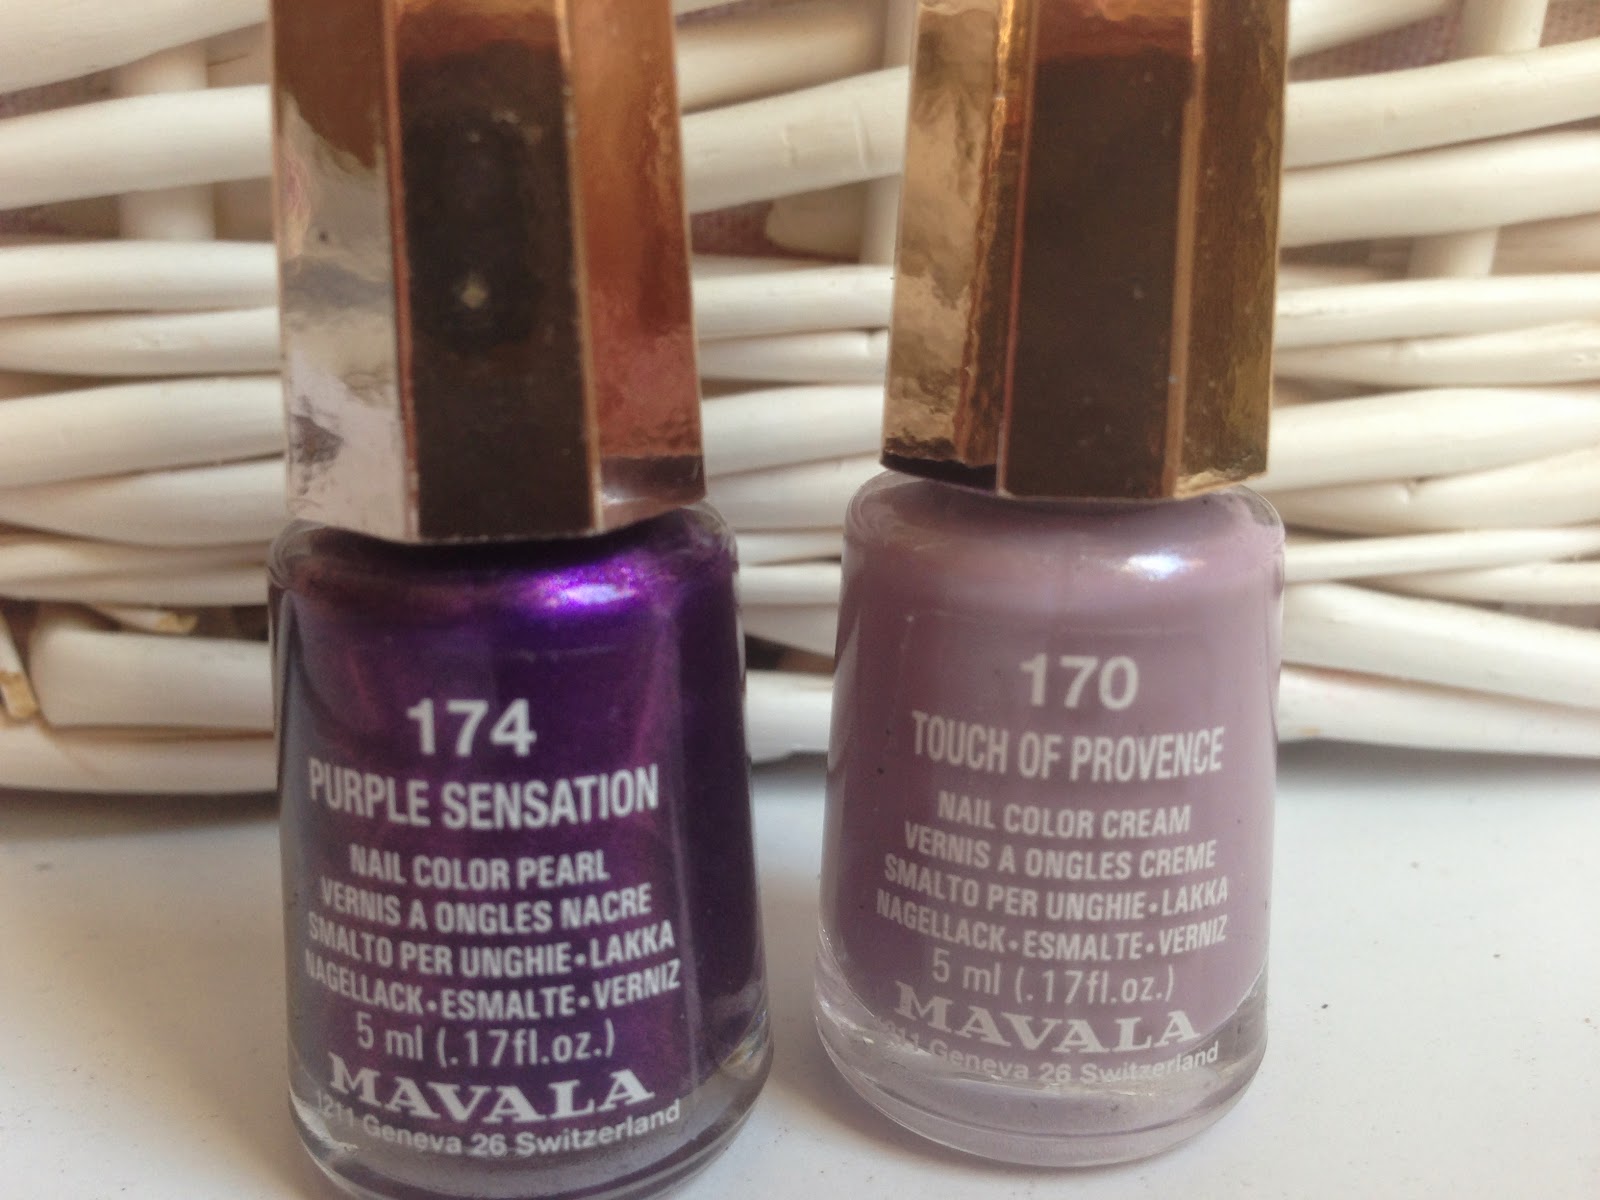 174
PURPLE SENSATION
NAIL COLOR PEARL
VERNIS A ONGLES NACRE
SMALTO PER UNGHIE•LAKKA
NAGELLACK•ESMALTE•VERNIZ
5 ml (.17fl.oz.)
MAVALA
1211 Geneva 26 Switzerland
170
TOUCH OF PROVENCE
NAIL COLOR CREAM
VERNIS A ONGLES CREME
SMALTO PER UNGHIE•LAKKA
NAGELLACK•ESMALTE•VERNIZ
5 ml (.17fl.oz.)
MAVALA
1211 Geneva 26 Switzerland